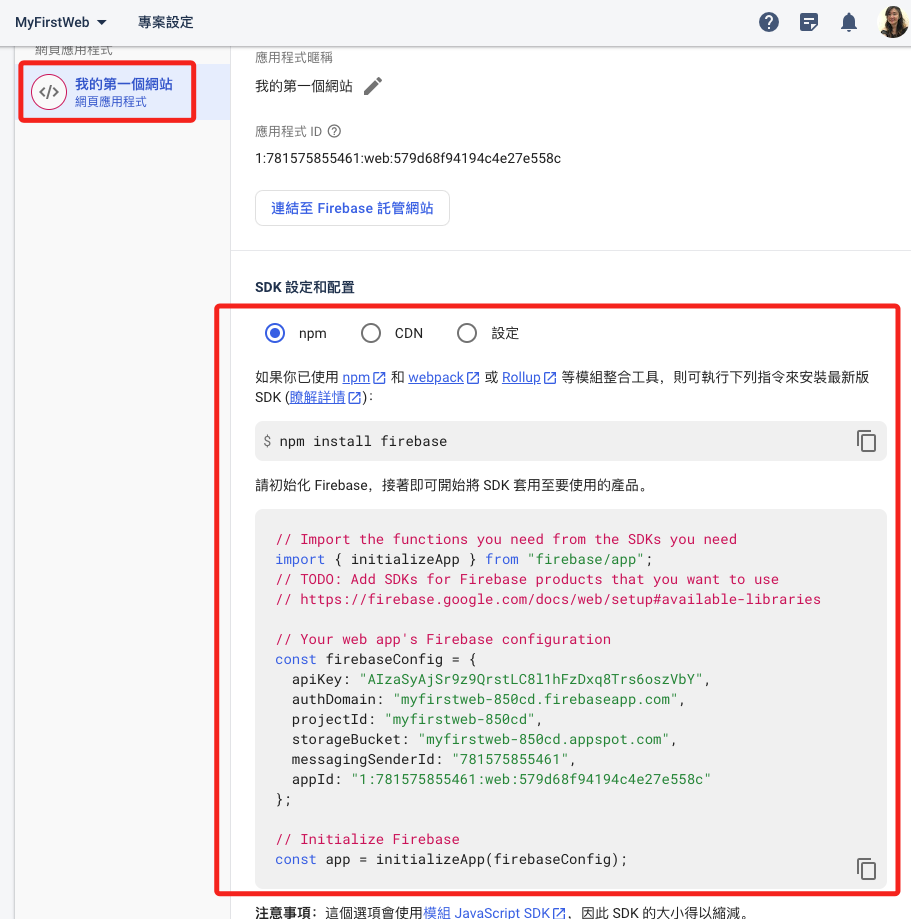 MyFirstWeb 專案設定
網頁應用程式
</> 我的第一個網站
網頁應用程式
應用程式暱稱
我的第一個網站
應用程式 ID
1:781575855461:web:579d68f94194c4e27e558c
連結至 Firebase 託管網站
SDK 設定和配置
npm CDN 設定
如果你已使用 npm 和 webpack 或 Rollup 等模組整合工具，則可執行下列指令來安裝最新版
SDK (瞭解詳情)：
$ npm install firebase
請初始化 Firebase，接著即可開始將 SDK 套用至要使用的產品。
// Import the functions you need from the SDKs you need
import { initializeApp } from "firebase/app";
// TODO: Add SDKs for Firebase products that you want to use
// https://firebase.google.com/docs/web/setup#available-libraries
// Your web app's Firebase configuration
const firebaseConfig = {
apiKey: "AIzaSyAjSr9z9QrstLC8l1hFzDxq8Trs6oszVbY",
authDomain: "myfirstweb-850cd.firebaseapp.com",
projectId: "myfirstweb-850cd",
storageBucket: "myfirstweb-850cd.appspot.com",
messagingSenderId: "781575855461",
appId: "1:781575855461:web:579d68f94194c4e27e558c"
};
// Initialize Firebase
const app = initializeApp(firebaseConfig);
注意事項：這個選項會使用模組 JavaScript SDK，因此 SDK 的大小得以縮減。